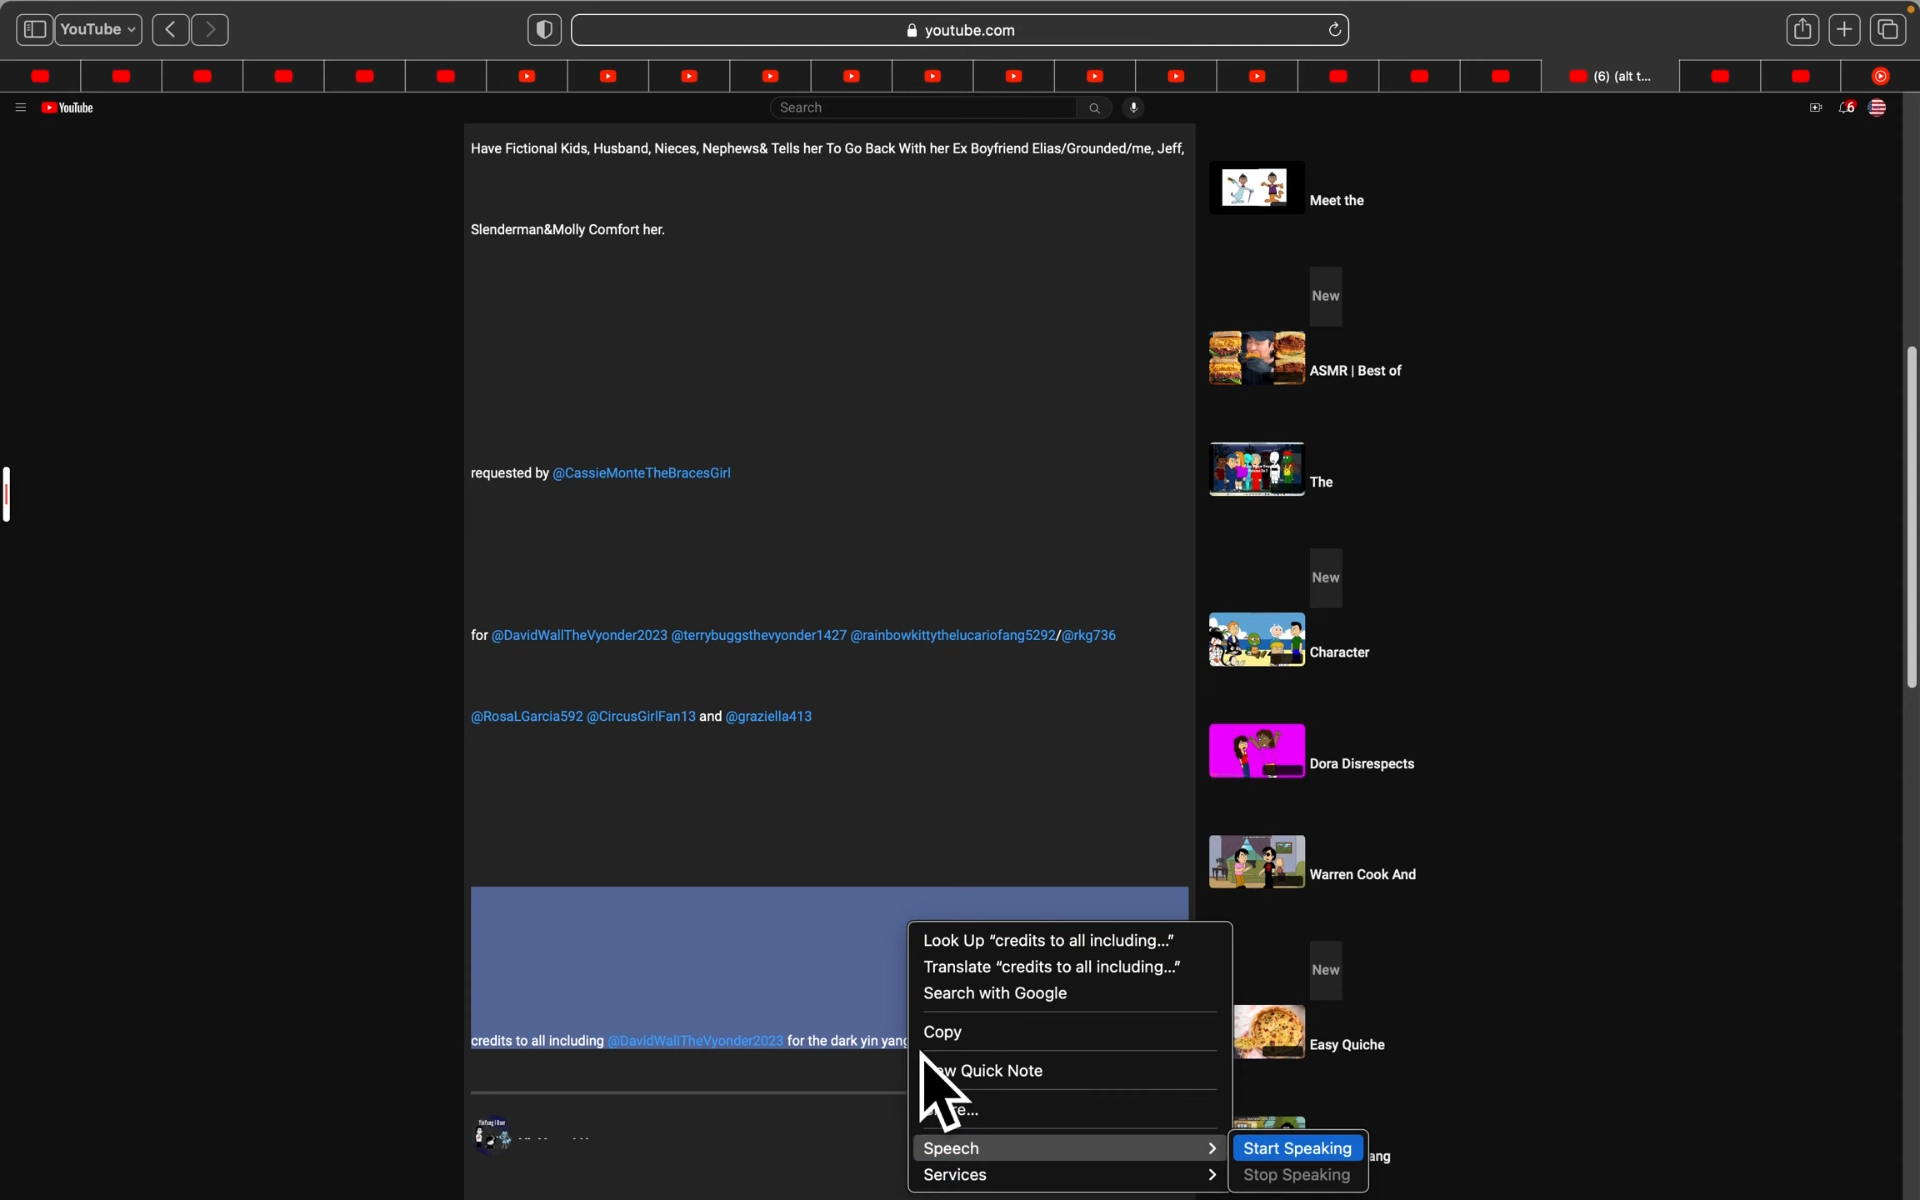 YouTube
youtube.com
(6) (alt t...
YouTube
Search
6
Have Fictional Kids, Husband, Nieces, Nephews& Tells her To Go Back With her Ex Boyfriend Elias/Grounded/me, Jeff,
Slenderman&Molly Comfort her.
requested by @CassieMonteTheBracesGirl
for @DavidWallTheVyonder2023 @terrybuggsthevyonder1427 @rainbowkittythelucariofang5292/@rkg736
@RosaLGarcia592 @CircusGirlFan13 and @graziella413
credits to all including @DavidWallTheVyonder2023 for the dark yin yang
Look Up “credits to all including...”
Translate “credits to all including...”
Search with Google
Copy
Quick Note
Speech
Services
Start Speaking
Stop Speaking
Meet the
New
ASMR | Best of
The
New
Character
Dora Disrespects
Warren Cook And
New
Easy Quiche
ang